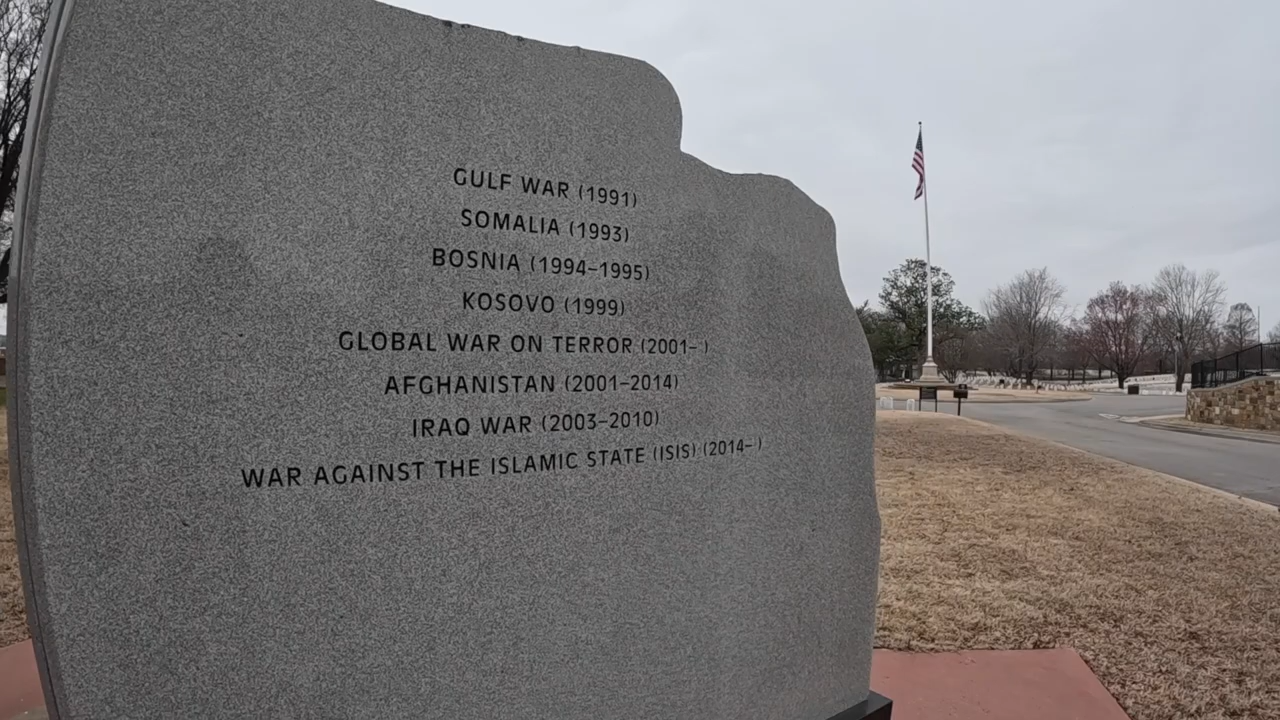 GULF WAR (1991)
SOMALIA (1993)
BOSNIA (1994-1995)
KOSOVO (1999)
GLOBAL WAR ON TERROR (2001- )
AFGHANISTAN (2001-2014)
IRAQ WAR (2003-2010)
WAR AGAINST THE ISLAMIC STATE (ISIS) (2014- )